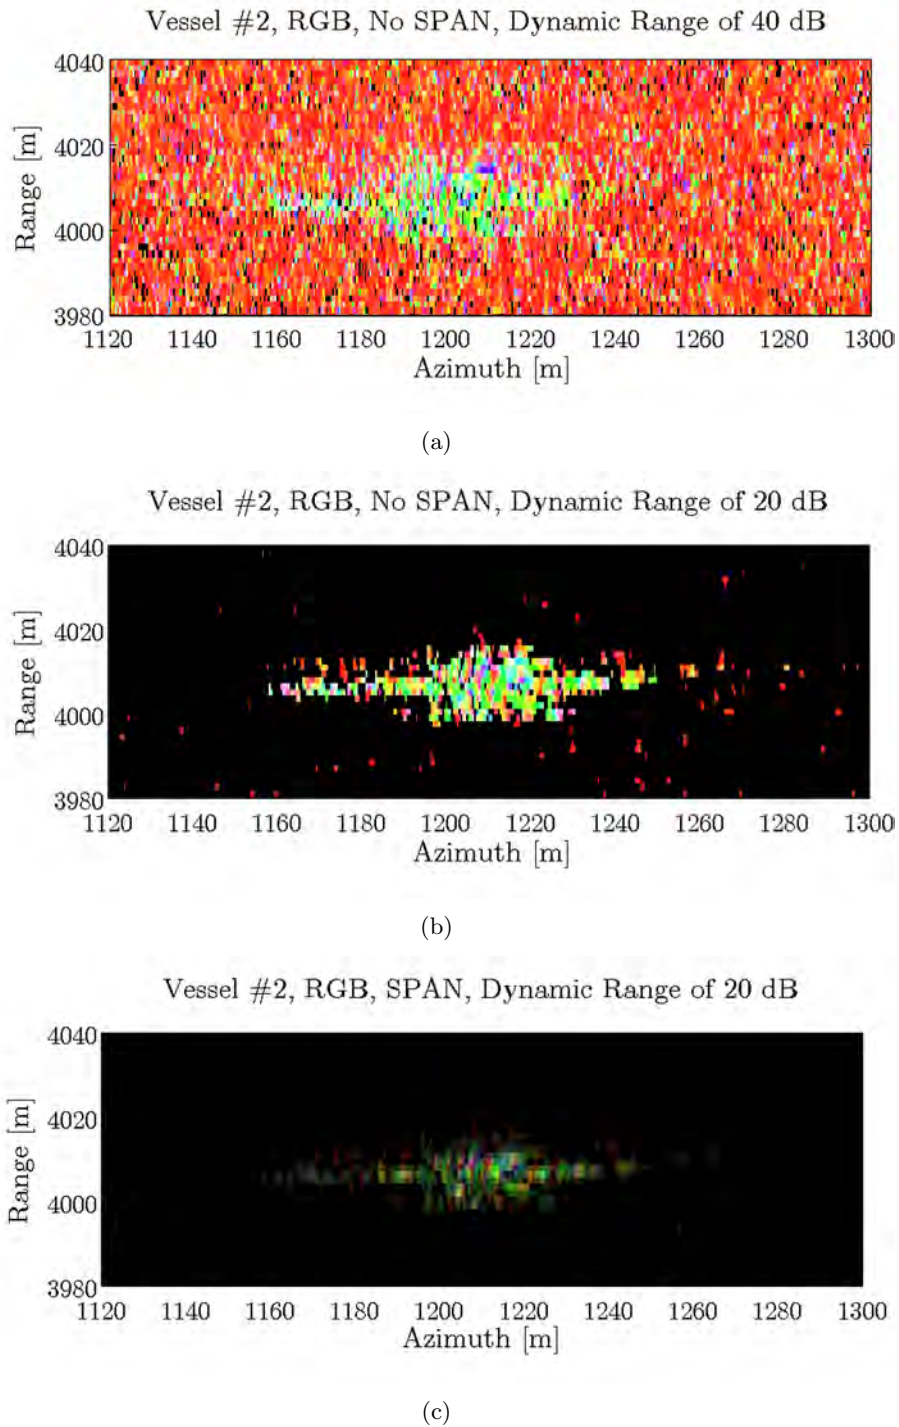 Vessel #2, RGB, No SPAN, Dynamic Range of 40 dB
4040
4020
4000
3980
Range [m]
1120 1140 1160 1180 1200 1220 1240 1260 1280 1300
Azimuth [m]
(a)
Vessel #2, RGB, No SPAN, Dynamic Range of 20 dB
4040
4020
4000
3980
Range [m]
1120 1140 1160 1180 1200 1220 1240 1260 1280 1300
Azimuth [m]
(b)
Vessel #2, RGB, SPAN, Dynamic Range of 20 dB
4040
4020
4000
3980
Range [m]
1120 1140 1160 1180 1200 1220 1240 1260 1280 1300
Azimuth [m]
(c)